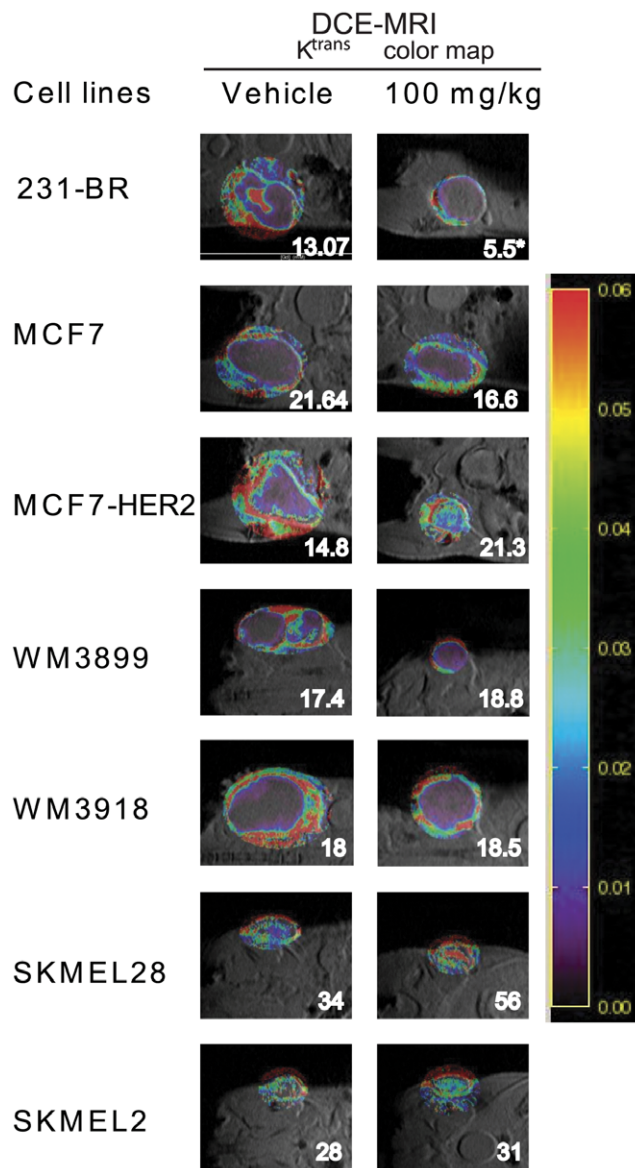 DCE-MRI
Ktrans color map
Cell lines Vehicle 100 mg/kg
231-BR
13.07 5.5*
MCF7
21.64 16.6
MCF7-HER2
14.8 21.3
WM3899
17.4 18.8
WM3918
18 18.5
SKMEL28
34 56
SKMEL2
28 31
0.06
0.05
0.04
0.03
0.02
0.01
0.00